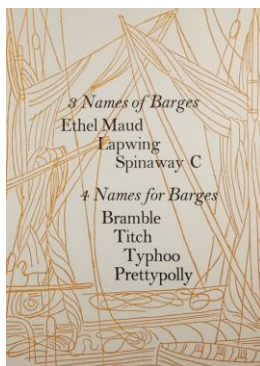 3 Names of Barges
Ethel Maud
Lapwing
Spinaway C
4 Names for Barges
Bramble
Titch
Typhoo
Prettypolly